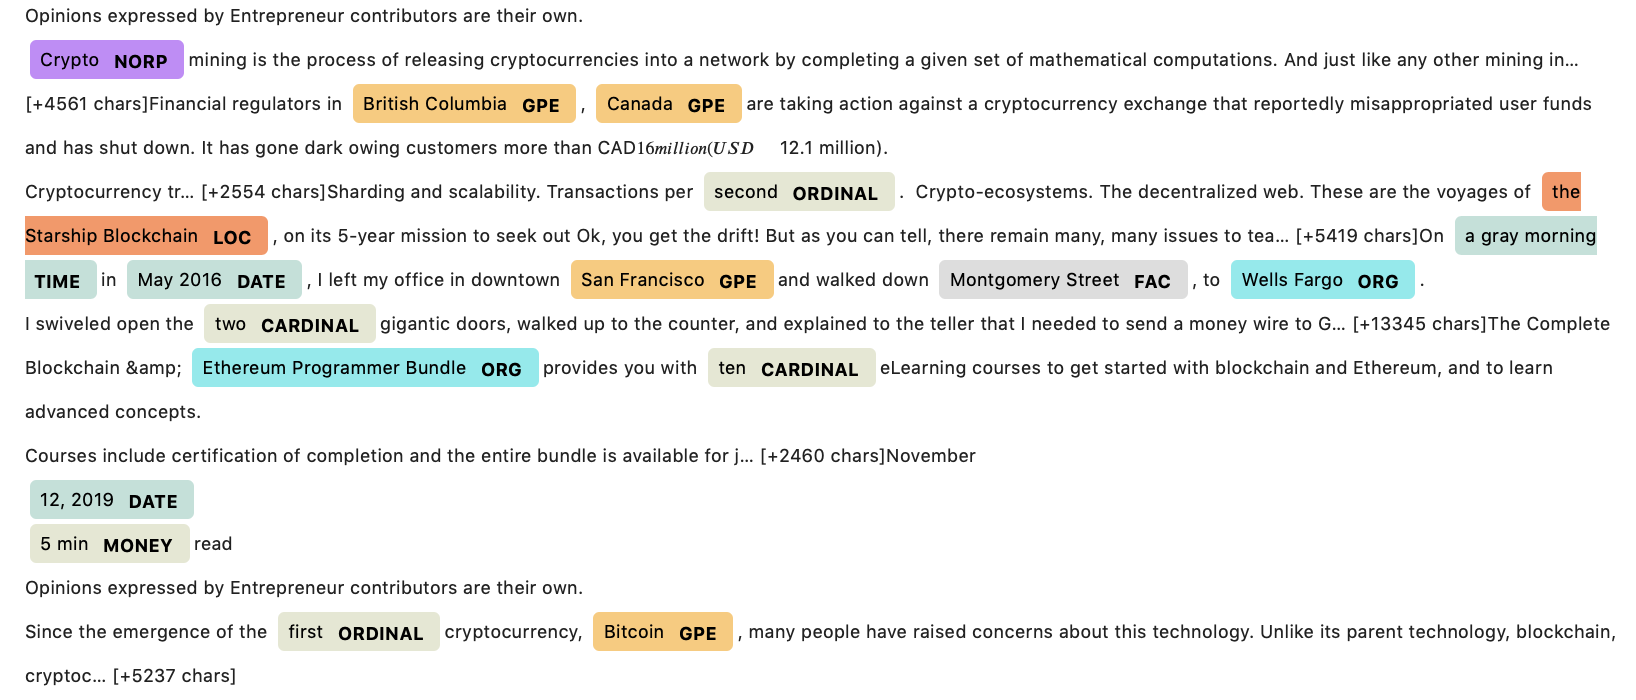 Opinions expressed by Entrepreneur contributors are their own.
Crypto NORP mining is the process of releasing cryptocurrencies into a network by completing a given set of mathematical computations. And just like any other mining in…
[+4561 chars]Financial regulators in British Columbia GPE , Canada GPE are taking action against a cryptocurrency exchange that reportedly misappropriated user funds
and has shut down. It has gone dark owing customers more than CAD16million(USD 12.1 million).
Cryptocurrency tr… [+2554 chars]Sharding and scalability. Transactions per second ORDINAL . Crypto-ecosystems. The decentralized web. These are the voyages of the
Starship Blockchain LOC , on its 5-year mission to seek out Ok, you get the drift! But as you can tell, there remain many, many issues to tea… [+5419 chars]On a gray morning
TIME in May 2016 DATE , I left my office in downtown San Francisco GPE and walked down Montgomery Street FAC , to Wells Fargo ORG .
I swiveled open the two CARDINAL gigantic doors, walked up to the counter, and explained to the teller that I needed to send a money wire to G… [+13345 chars]The Complete
Blockchain &amp; Ethereum Programmer Bundle ORG provides you with ten CARDINAL eLearning courses to get started with blockchain and Ethereum, and to learn
advanced concepts.
Courses include certification of completion and the entire bundle is available for j… [+2460 chars]November
12, 2019 DATE
5 min MONEY read
Opinions expressed by Entrepreneur contributors are their own.
Since the emergence of the first ORDINAL cryptocurrency, Bitcoin GPE , many people have raised concerns about this technology. Unlike its parent technology, blockchain,
cryptoc… [+5237 chars]